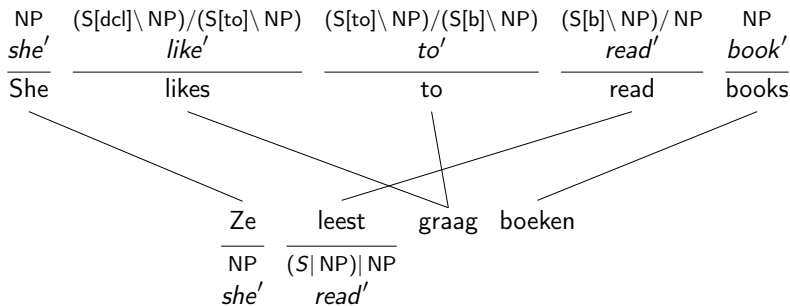 NP (S[dcl]\ NP)/(S[to]\ NP) (S[to]\ NP)/(S[b]\ NP) (S[b]\ NP)/ NP NP
she′ like′ to′ read′ book′
She likes to read books
Ze leest graag boeken
NP (S| NP)| NP
she′ read′